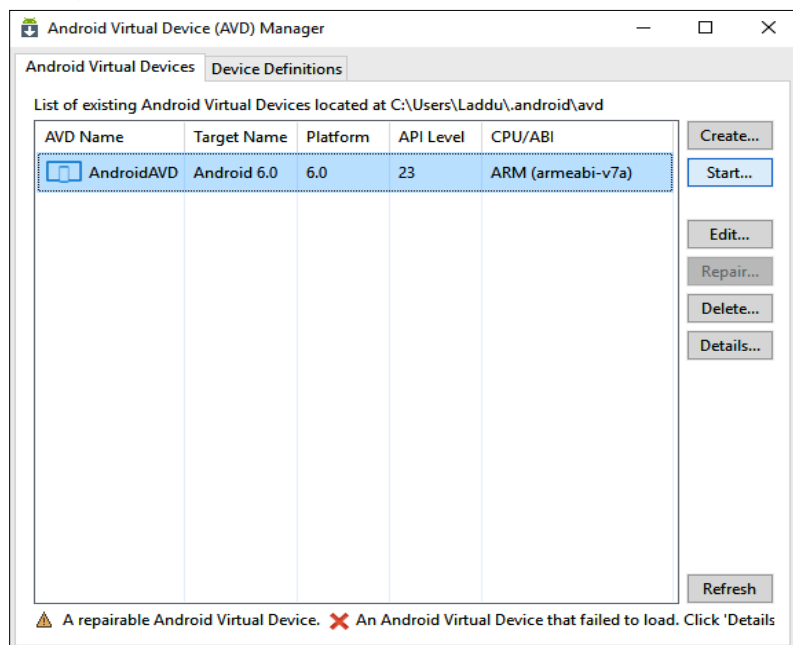 Android Virtual Device (AVD) Manager
Android Virtual Devices Device Definitions
List of existing Android Virtual Devices located at C:\Users\Laddu\.android\avd
AVD Name Target Name Platform API Level CPU/ABI Create...
AndroidAVD Android 6.0 6.0 23 ARM (armeabi-v7a) Start...
Edit...
Repair...
Delete...
Details...
Refresh
A repairable Android Virtual Device. An Android Virtual Device that failed to load. Click 'Details